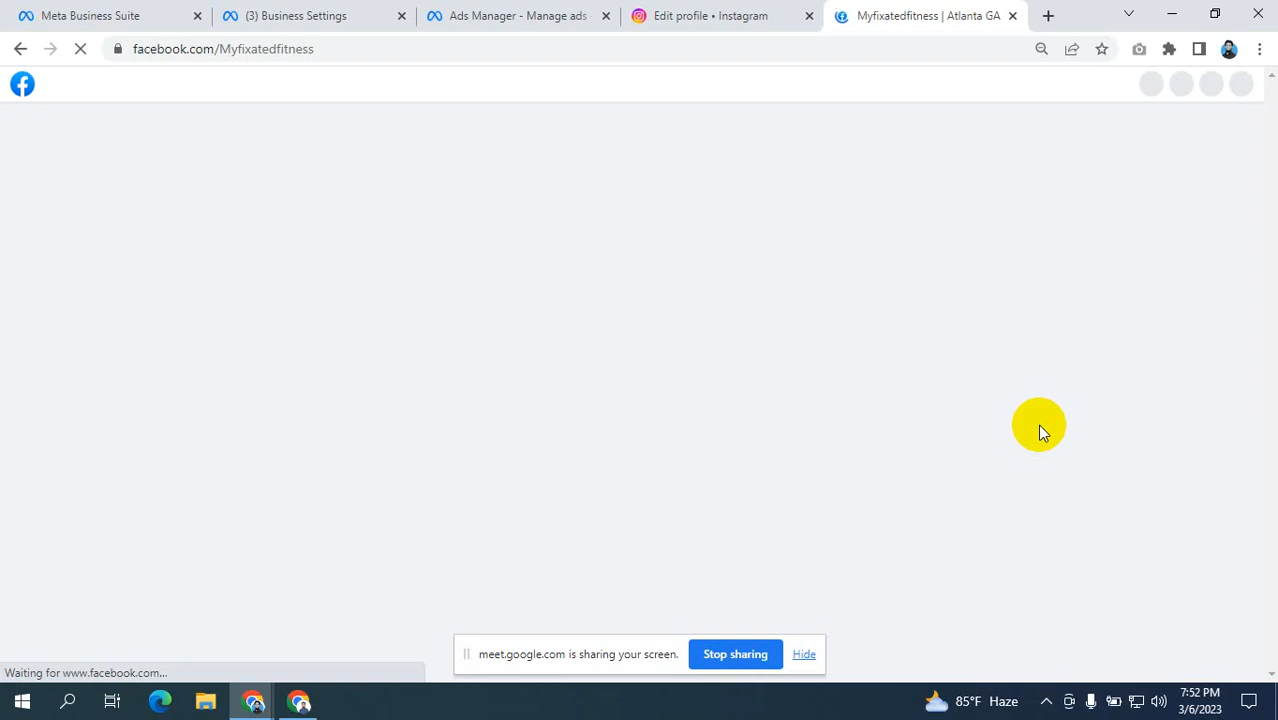 Meta Business Suite
(3) Business Settings
Ads Manager - Manage ads
Edit profile • Instagram
Myfixatedfitness | Atlanta GA
facebook.com/Myfixatedfitness
meet.google.com is sharing your screen.
Stop sharing
Hide
Waiting for www.facebook.com...
85°F Haze
7:52 PM
3/6/2023